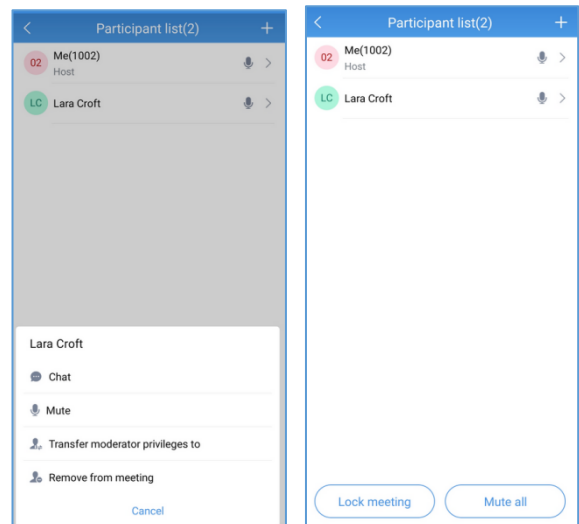 Participant list(2)
02
Me(1002)
Host
LC
Lara Croft
Lara Croft
Chat
Mute
Transfer moderator privileges to
Remove from meeting
Cancel
Participant list(2)
02
Me(1002)
Host
LC
Lara Croft
Lock meeting
Mute all